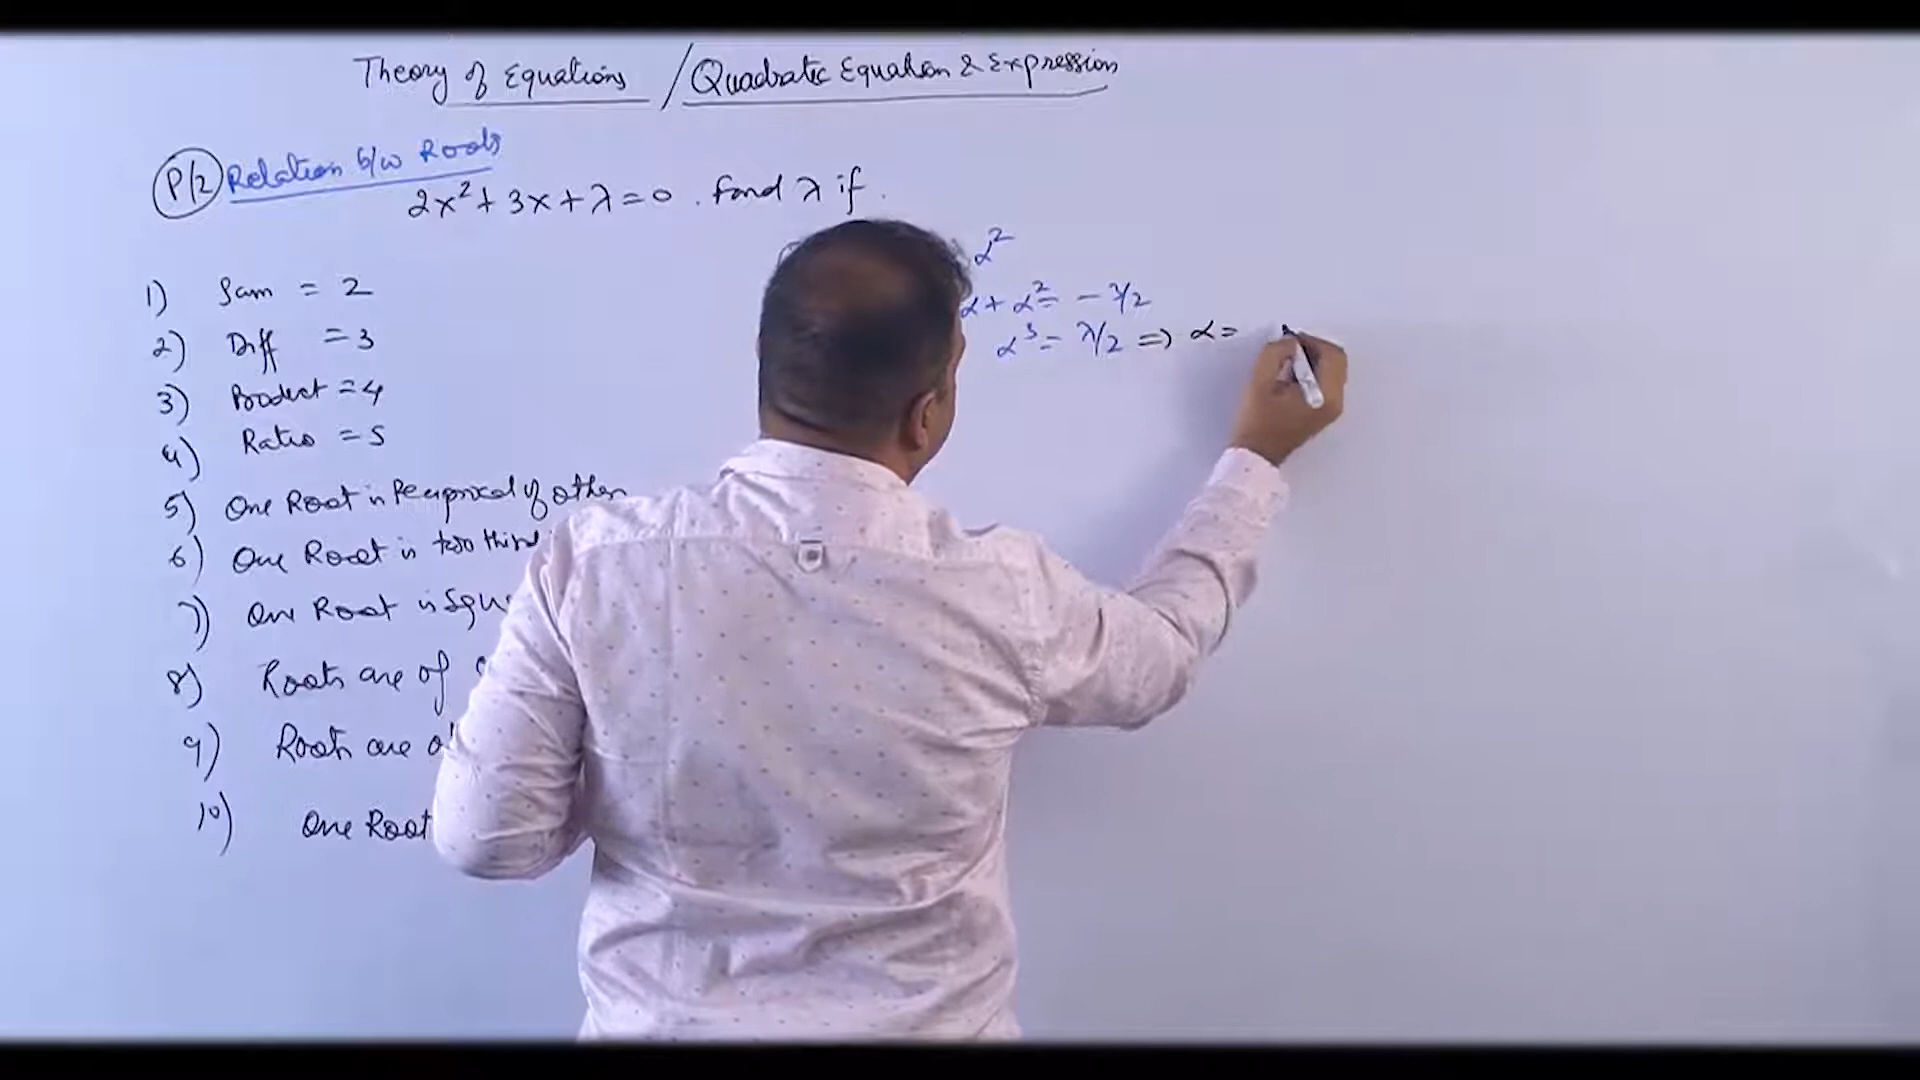 Theory of Equations / Quadratic Equation & Expression
P/2 Relation b/w Roots
2x²+3x+λ=0. Find λ if.
α²
1) Sum = 2
α+α²= -3/2
2) Diff =3
α³= λ/2 ⇒ α=
3) Product =4
4) Ratio =5
5) One Root is Reciprocal of other
6) One Root is two third
7) One Root is
8) Roots are of
9) Roots are
10) One Root